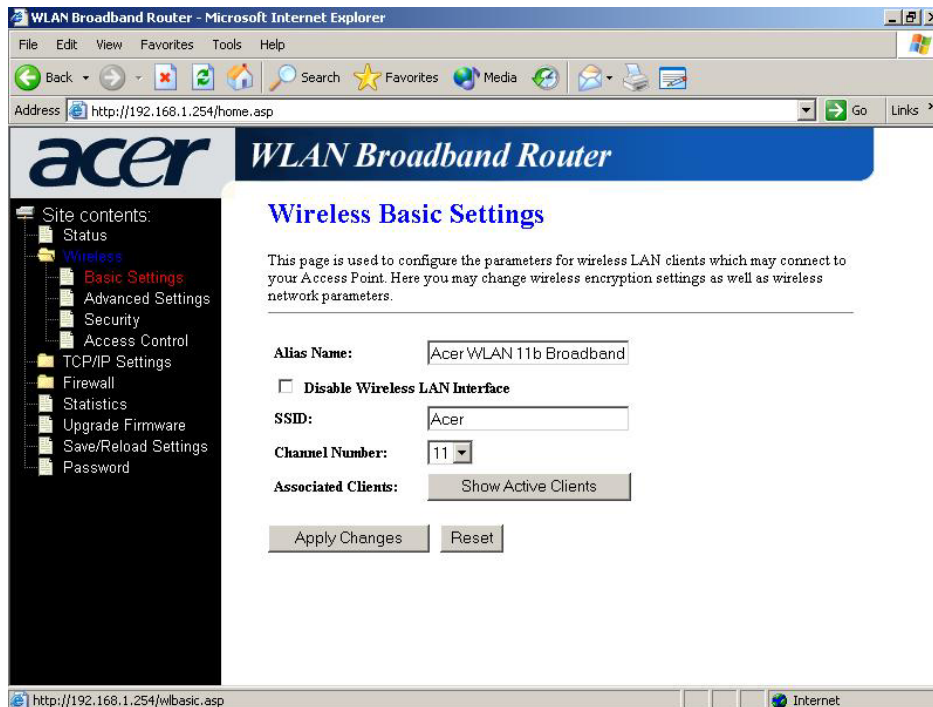 WLAN Broadband Router - Microsoft Internet Explorer
File Edit View Favorites Tools Help
Back Search Favorites Media
Address http://192.168.1.254/home.asp Go Links
acer
WLAN Broadband Router
Site contents:
Status
Wireless
Basic Settings
Advanced Settings
Security
Access Control
TCP/IP Settings
Firewall
Statistics
Upgrade Firmware
Save/Reload Settings
Password
Wireless Basic Settings
This page is used to configure the parameters for wireless LAN clients which may connect to
your Access Point. Here you may change wireless encryption settings as well as wireless
network parameters.
Alias Name: Acer WLAN 11b Broadband
Disable Wireless LAN Interface
SSID: Acer
Channel Number: 11
Associated Clients: Show Active Clients
Apply Changes Reset
http://192.168.1.254/wlbasic.asp Internet